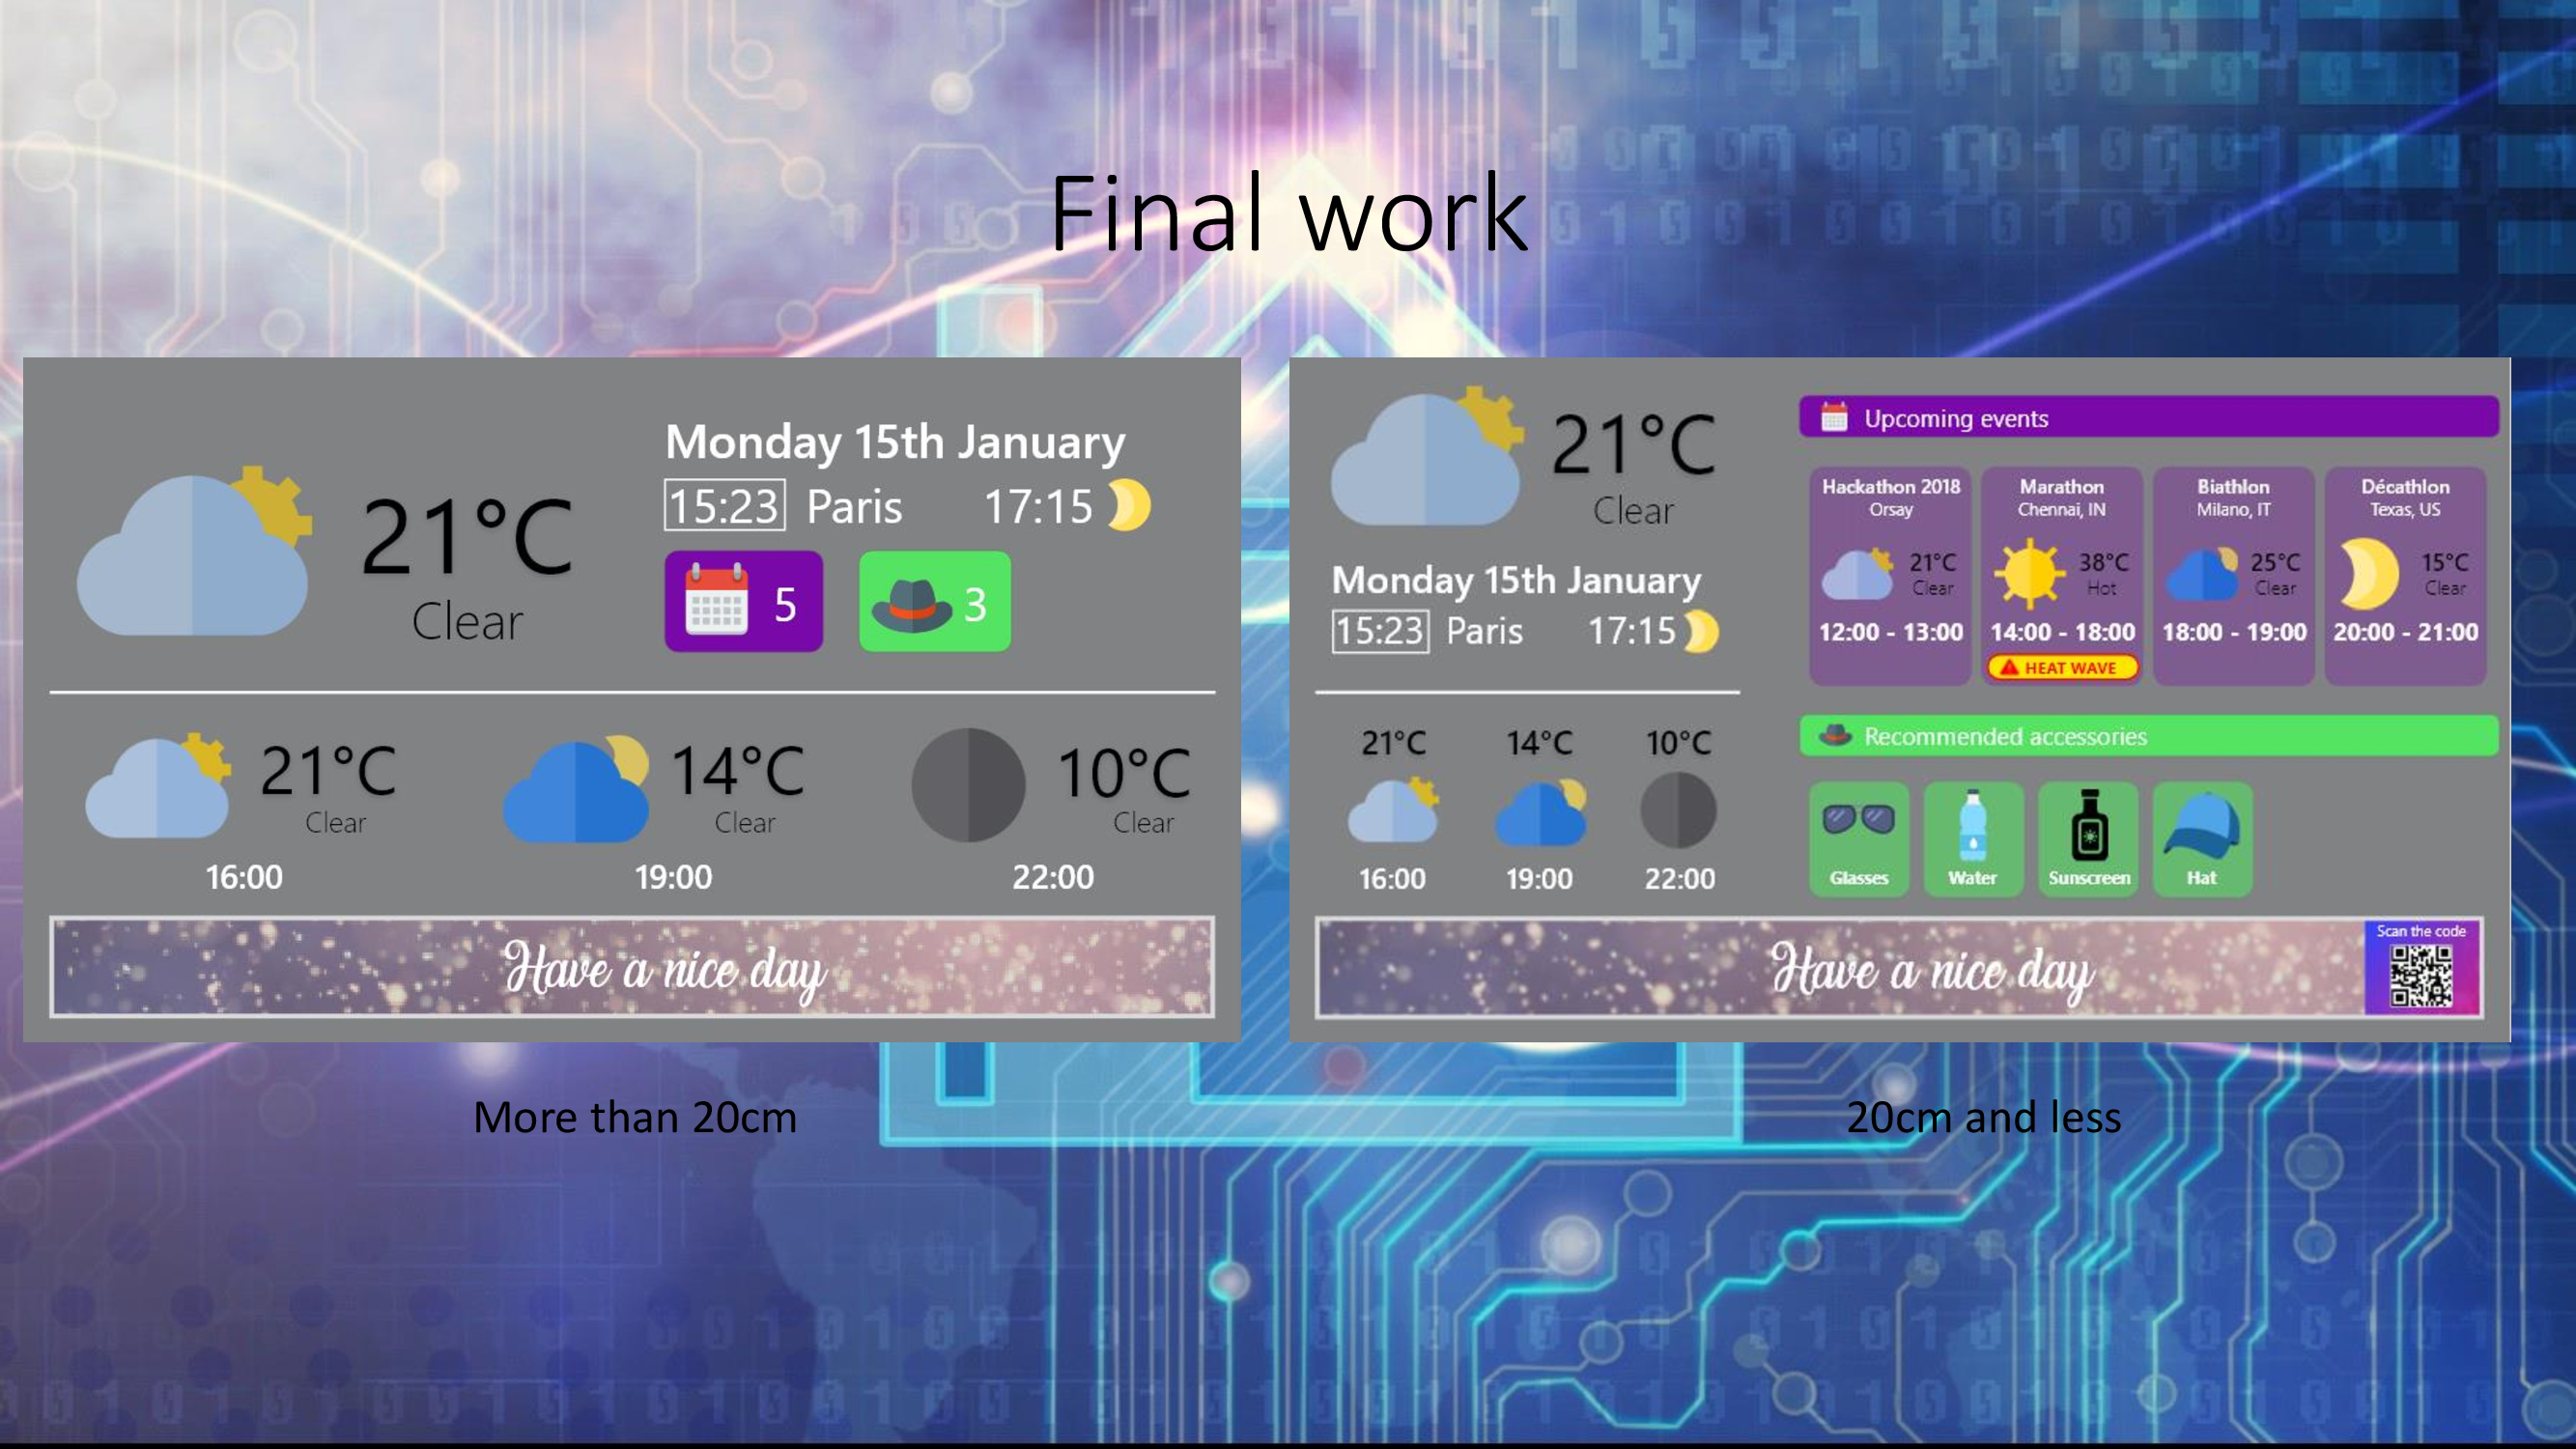 Final work
21°C
Clear
Monday 15th January
15:23 Paris 17:15
5 3
21°C 14°C 10°C
Clear Clear Clear
16:00 19:00 22:00
Have a nice day
More than 20cm
21°C
Clear
Monday 15th January
15:23 Paris 17:15
21°C 14°C 10°C
16:00 19:00 22:00
Upcoming events
Hackathon 2018
Orsay
21°C
Clear
12:00 - 13:00
Marathon
Chennai, IN
38°C
Hot
14:00 - 18:00
HEAT WAVE
Biathlon
Milano, IT
25°C
Clear
18:00 - 19:00
Décathlon
Texas, US
15°C
Clear
20:00 - 21:00
Recommended accessories
Glasses Water Sunscreen Hat
Have a nice day
Scan the code
20cm and less